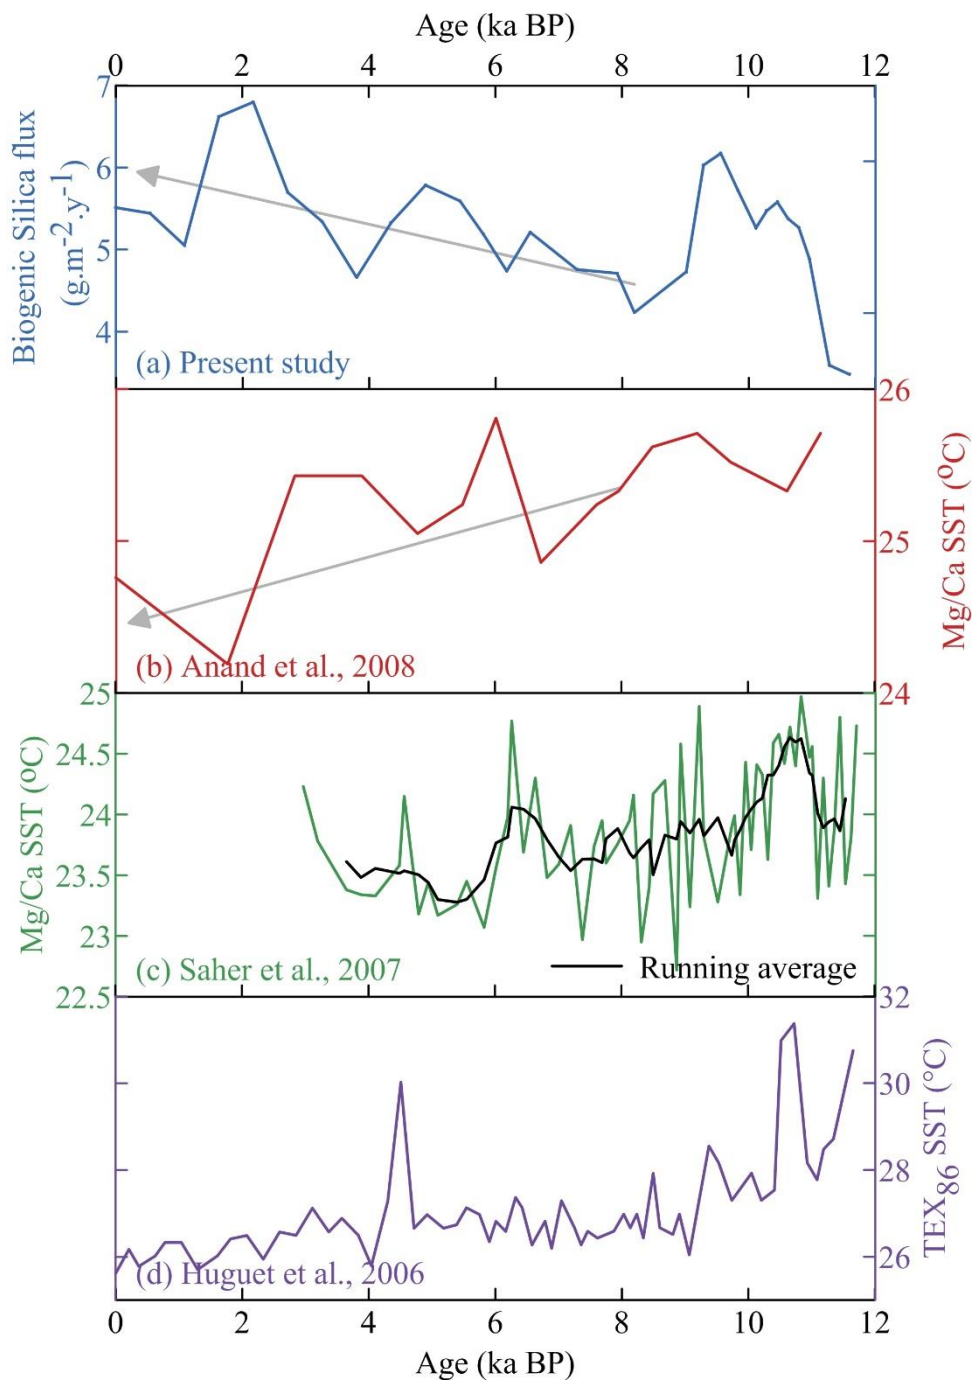 Age (ka BP)
0 2 4 6 8 10 12
Biogenic Silica flux
(g.m⁻².y⁻¹)
7
6
5
4
(a) Present study
26
25
24
Mg/Ca SST (ºC)
(b) Anand et al., 2008
Mg/Ca SST (ºC)
25
24.5
24
23.5
23
22.5
(c) Saher et al., 2007
Running average
32
30
28
26
TEX₈₆ SST (°C)
(d) Huguet et al., 2006
0 2 4 6 8 10 12
Age (ka BP)